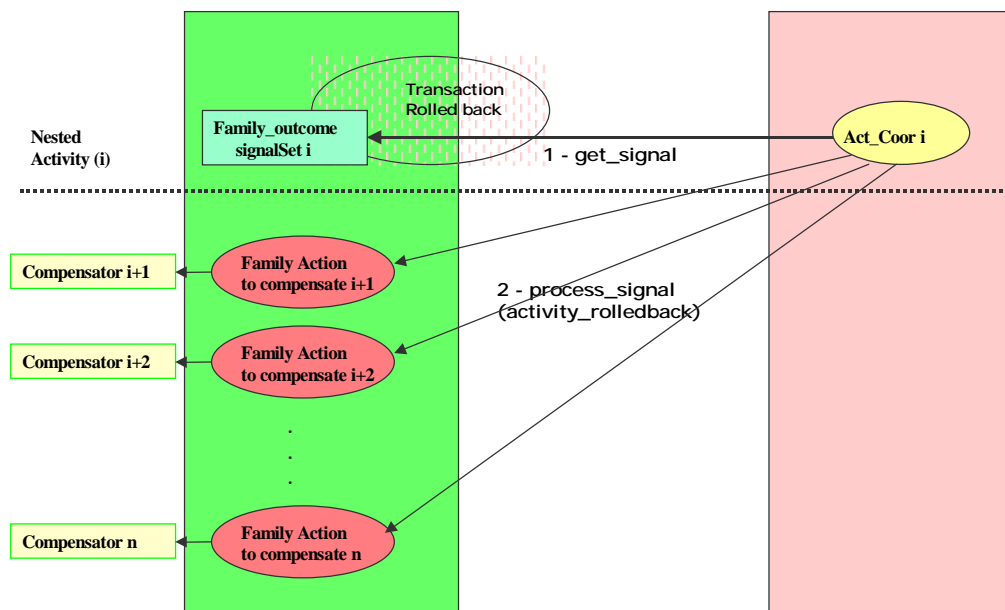 Transaction
Rolled back
Family_outcome
signalSet i
Nested
Activity (i)
Act_Coor i
1 - get_signal
Compensator i+1
Family Action
to compensate i+1
2 - process_signal
(activity_rolledback)
Compensator i+2
Family Action
to compensate i+2
.
.
.
Compensator n
Family Action
to compensate n